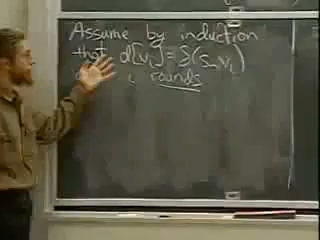 Assume by induction
that d[vᵢ] = δ(s, vᵢ)
i rounds